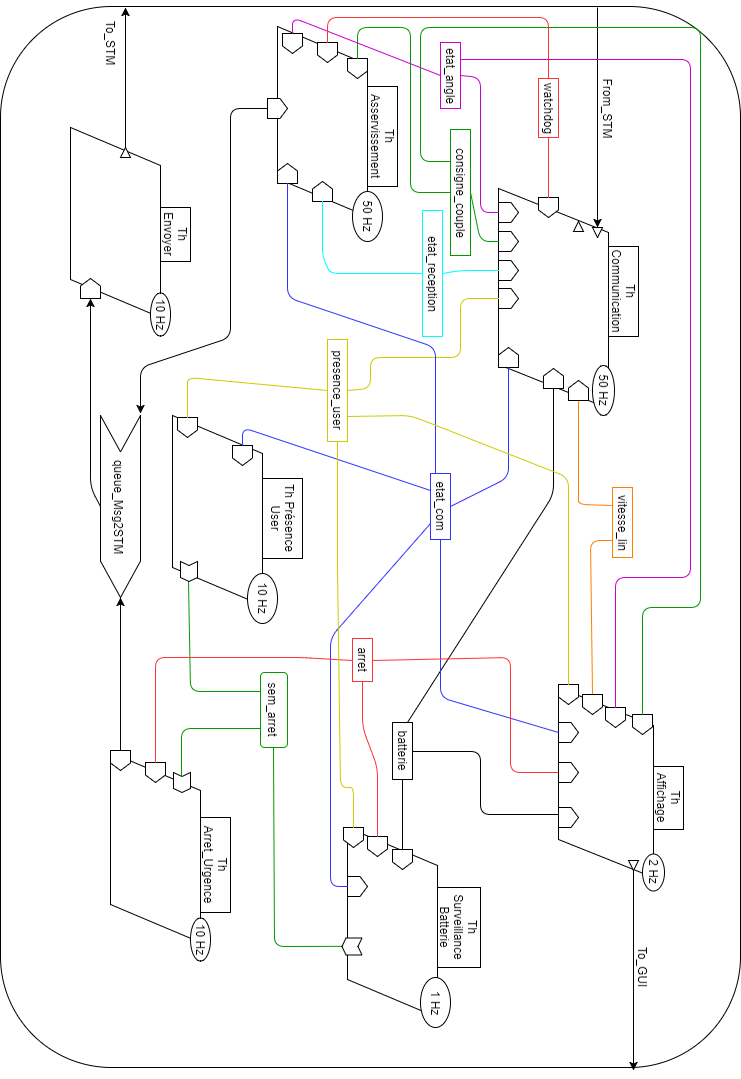 From_STM
Th
Communication
50 Hz
vitesse_lin
Th
Affichage
2 Hz
To_GUI
watchdog
etat_angle
consigne_couple
etat_reception
etat_com
Th
Surveillance
Batterie
1 Hz
batterie
Th
Asservissement
50 Hz
presence_user
arret
Th Présence
User
10 Hz
sem_arret
Th
Arret_Urgence
10 Hz
Th
Envoyer
10 Hz
To_STM
queue_Msg2STM